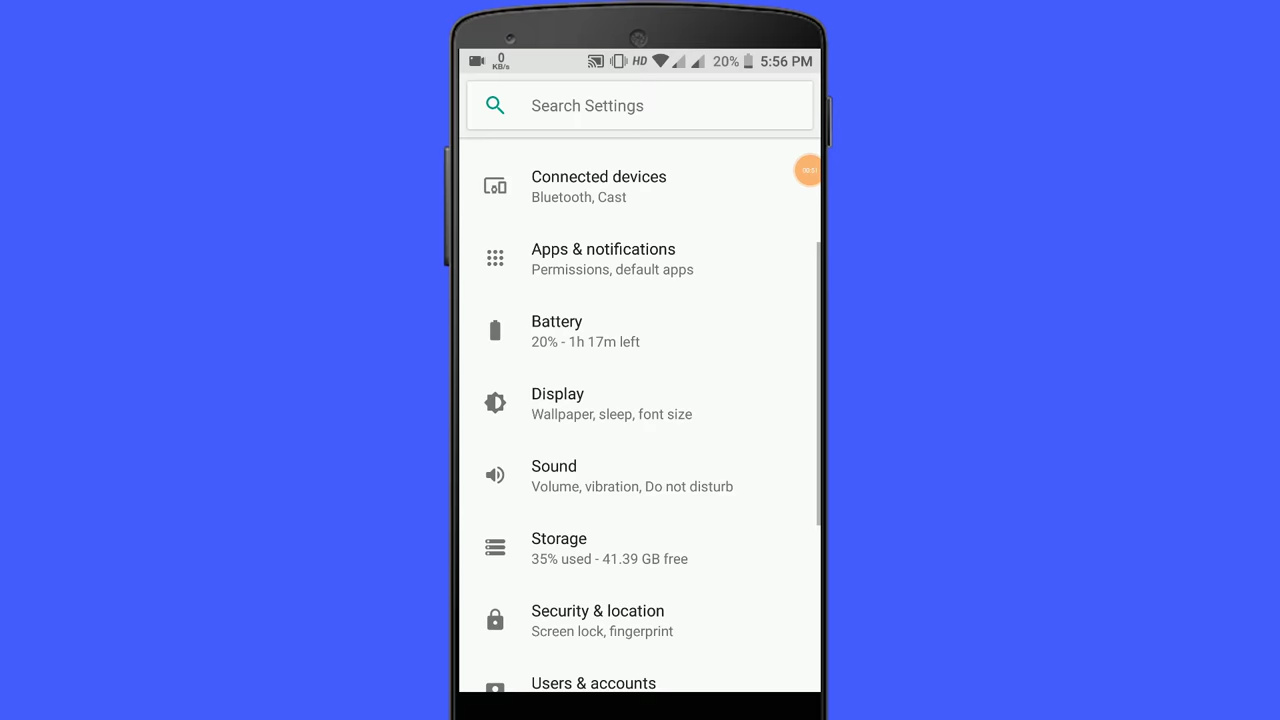 0
KB/s
HD
20%
5:56 PM
Search Settings
Connected devices
Bluetooth, Cast
Apps & notifications
Permissions, default apps
Battery
20% - 1h 17m left
Display
Wallpaper, sleep, font size
Sound
Volume, vibration, Do not disturb
Storage
35% used - 41.39 GB free
Security & location
Screen lock, fingerprint
Users & accounts